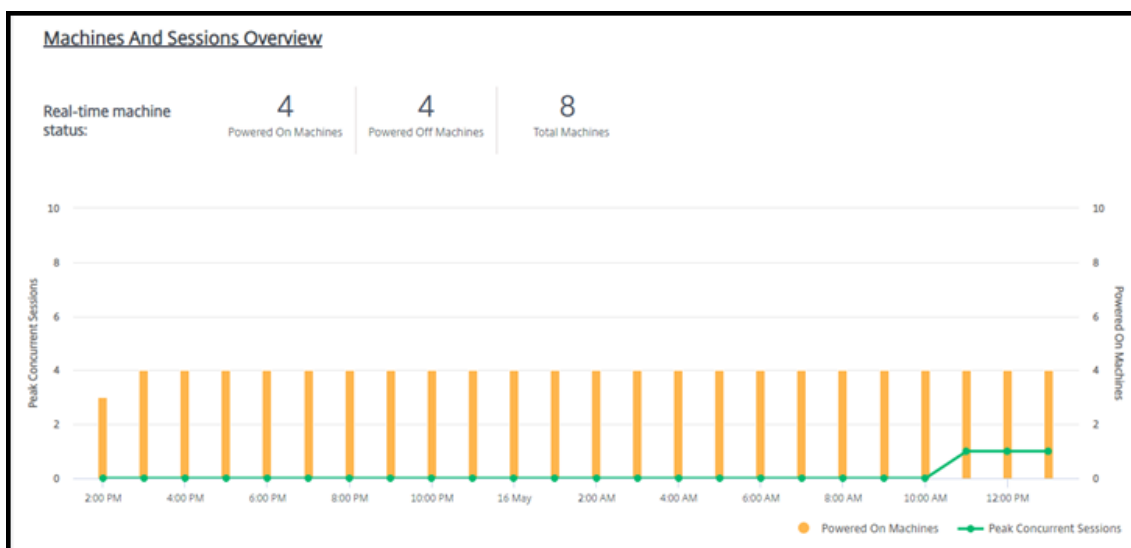 Machines And Sessions Overview
Real-time machine
status:
4
Powered On Machines
4
Powered Off Machines
8
Total Machines
10
8
6
4
2
0
Peak Concurrent Sessions
10
8
6
4
2
0
Powered On Machines
2:00 PM
4:00 PM
6:00 PM
8:00 PM
10:00 PM
16 May
2:00 AM
4:00 AM
6:00 AM
8:00 AM
10:00 AM
12:00 PM
Powered On Machines
Peak Concurrent Sessions